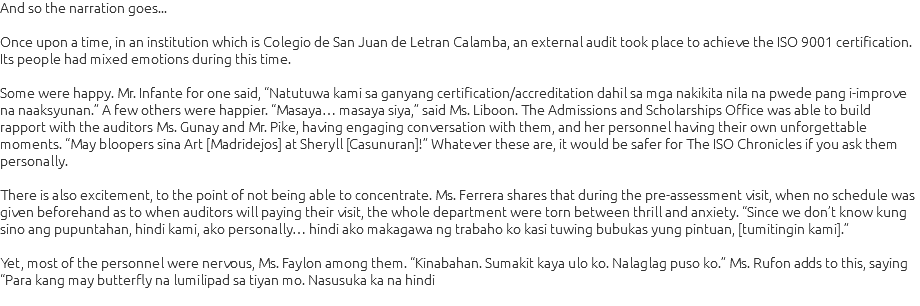 And so the narration goes...
Once upon a time, in an institution which is Colegio de San Juan de Letran Calamba, an external audit took place to achieve the ISO 9001 certification.
Its people had mixed emotions during this time.
Some were happy. Mr. Infante for one said, “Natutuwa kami sa ganyang certification/accreditation dahil sa mga nakikita nila na pwede pang i-improve
na naaksyunan.” A few others were happier. “Masaya… masaya siya,” said Ms. Liboon. The Admissions and Scholarships Office was able to build
rapport with the auditors Ms. Gunay and Mr. Pike, having engaging conversation with them, and her personnel having their own unforgettable
moments. “May bloopers sina Art [Madridejos] at Sheryll [Casunuran]!” Whatever these are, it would be safer for The ISO Chronicles if you ask them
personally.
There is also excitement, to the point of not being able to concentrate. Ms. Ferrera shares that during the pre-assessment visit, when no schedule was
given beforehand as to when auditors will paying their visit, the whole department were torn between thrill and anxiety. “Since we don’t know kung
sino ang pupuntahan, hindi kami, ako personally… hindi ako makagawa ng trabaho ko kasi tuwing bubukas yung pintuan, [tumitingin kami].”
Yet, most of the personnel were nervous, Ms. Faylon among them. “Kinabahan. Sumakit kaya ulo ko. Nalaglag puso ko.” Ms. Rufon adds to this, saying
“Para kang may butterfly na lumilipad sa tiyan mo. Nasusuka ka na hindi